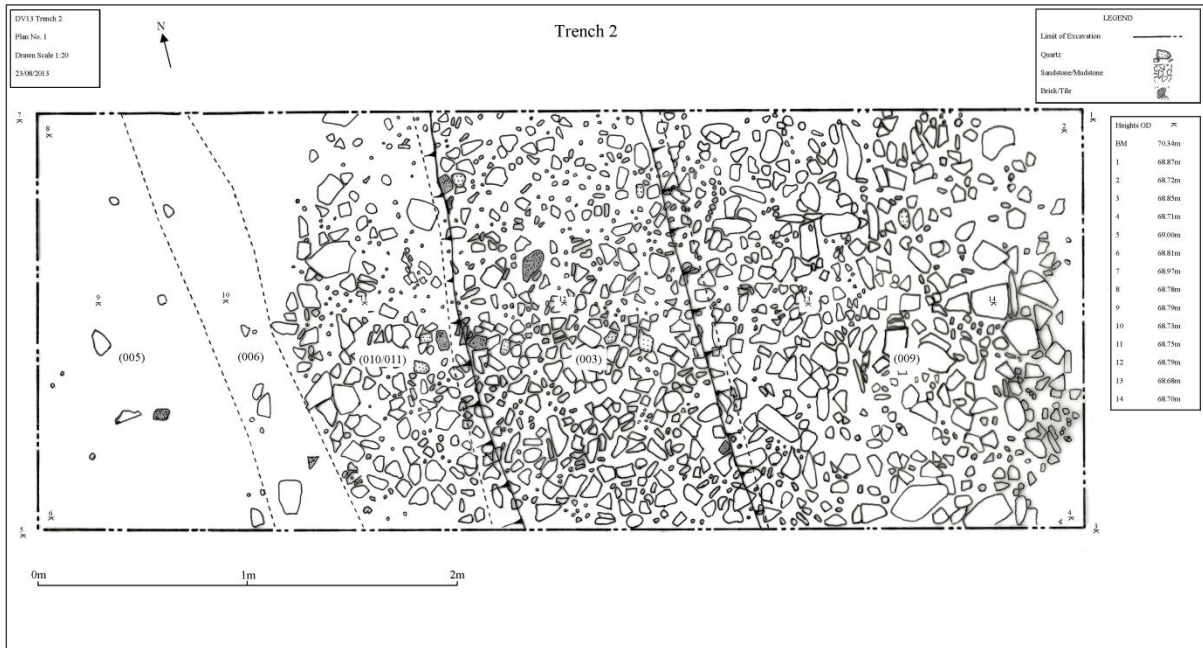 DV13 Trench 2
Plan No. 1
Drawn Scale 1:20
23/08/2013
N
Trench 2
LEGEND
Limit of Excavation
Quartz
Sandstone/Mudstone
Brick/Tile
7
8
1
2
9
10
11
12
13
14
(005)
(006)
(010/011)
(003)
(009)
6
5
4
3
0m
1m
2m
Heights OD
BM 70.34m
1 68.87m
2 68.72m
3 68.85m
4 68.71m
5 69.00m
6 68.81m
7 68.97m
8 68.78m
9 68.79m
10 68.73m
11 68.75m
12 68.79m
13 68.68m
14 68.70m